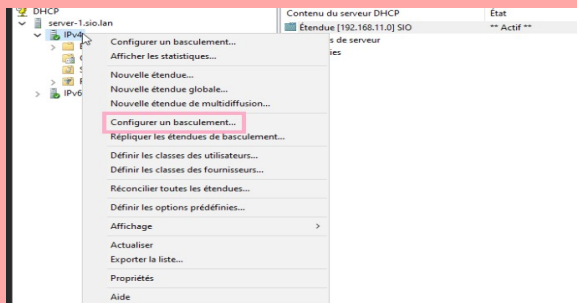 DHCP
server-1.sio.lan
IPv4
IPv6
Contenu du serveur DHCP
État
Étendue [192.168.11.0] SIO
** Actif **
s de serveur
ies
Configurer un basculement...
Afficher les statistiques...
Nouvelle étendue...
Nouvelle étendue globale...
Nouvelle étendue de multidiffusion...
Configurer un basculement...
Répliquer les étendues de basculement...
Définir les classes des utilisateurs...
Définir les classes des fournisseurs...
Réconcilier toutes les étendues...
Définir les options prédéfinies...
Affichage >
Actualiser
Exporter la liste...
Propriétés
Aide